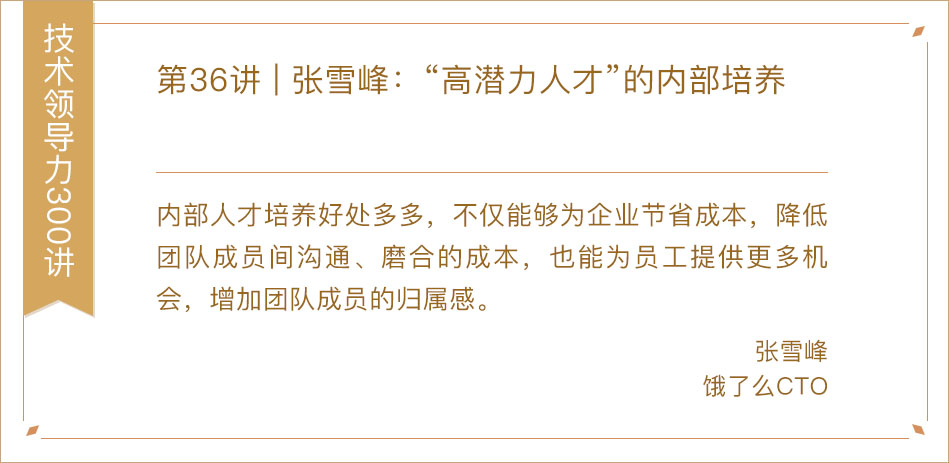 技术领导力300讲
第36讲 | 张雪峰：“高潜力人才”的内部培养
内部人才培养好处多多，不仅能够为企业节省成本，降低
团队成员间沟通、磨合的成本，也能为员工提供更多机
会，增加团队成员的归属感。
张雪峰
饿了么CTO